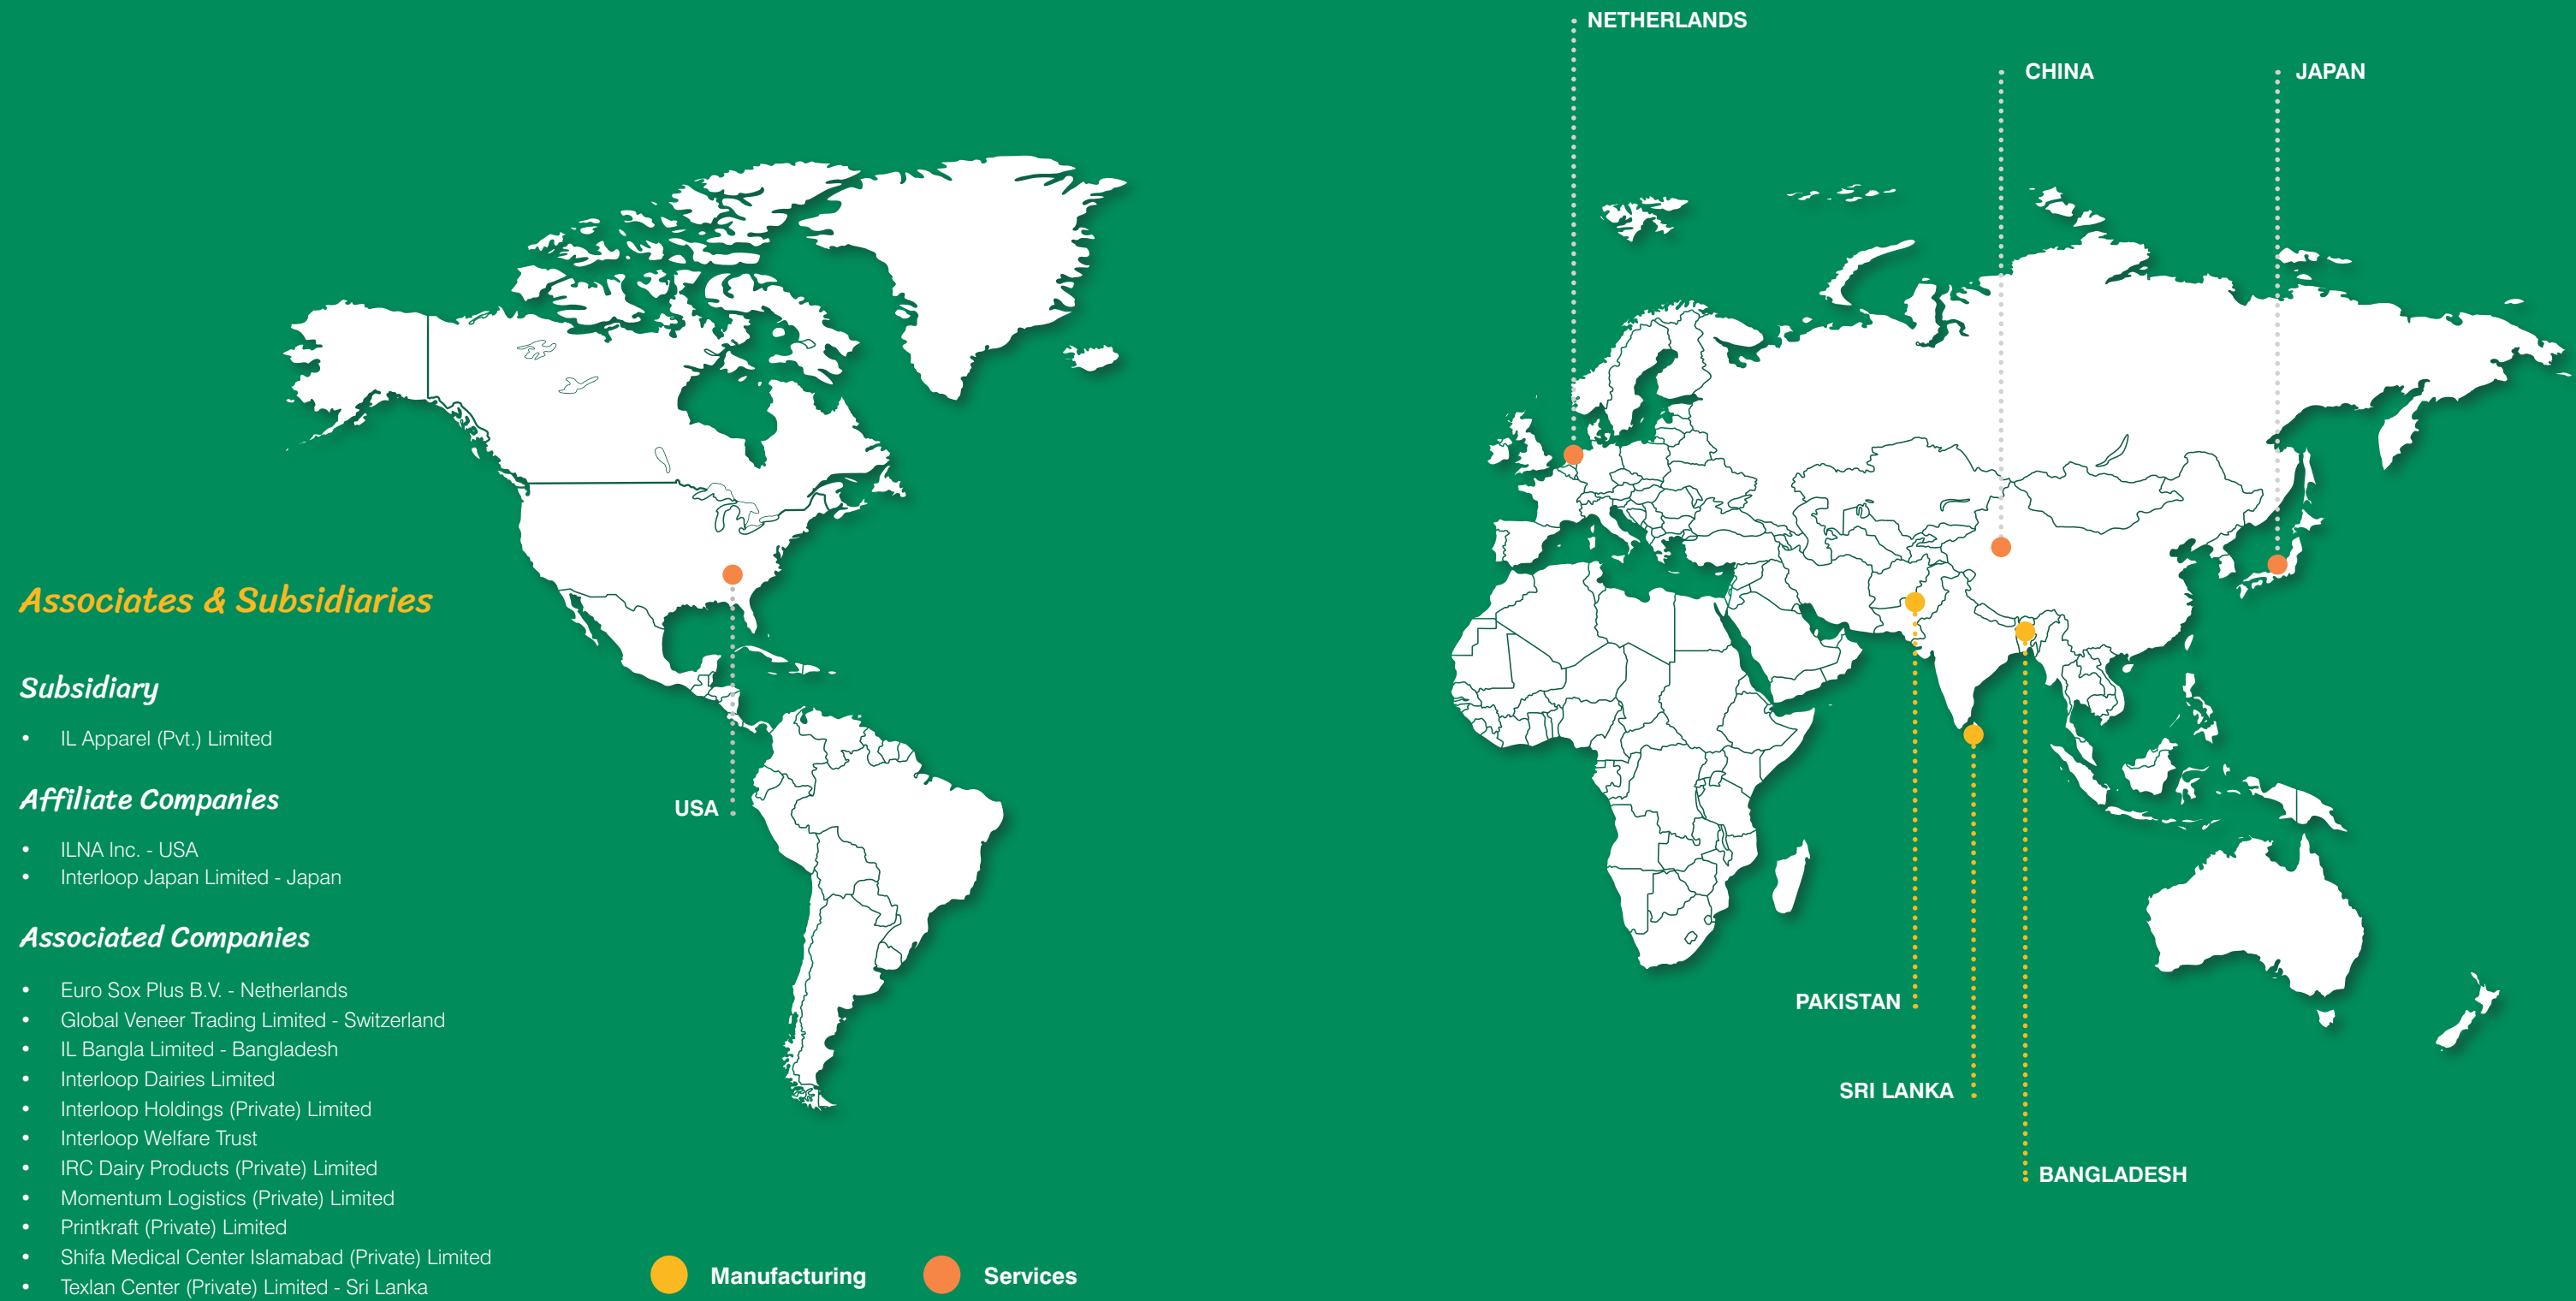 NETHERLANDS
CHINA
JAPAN
Associates & Subsidiaries
Subsidiary
• IL Apparel (Pvt.) Limited
Affiliate Companies
• ILNA Inc. - USA
• Interloop Japan Limited - Japan
Associated Companies
• Euro Sox Plus B.V. - Netherlands
• Global Veneer Trading Limited - Switzerland
• IL Bangla Limited - Bangladesh
• Interloop Dairies Limited
• Interloop Holdings (Private) Limited
• Interloop Welfare Trust
• IRC Dairy Products (Private) Limited
• Momentum Logistics (Private) Limited
• Printkraft (Private) Limited
• Shifa Medical Center Islamabad (Private) Limited
• Texlan Center (Private) Limited - Sri Lanka
USA
PAKISTAN
SRI LANKA
BANGLADESH
Manufacturing
Services